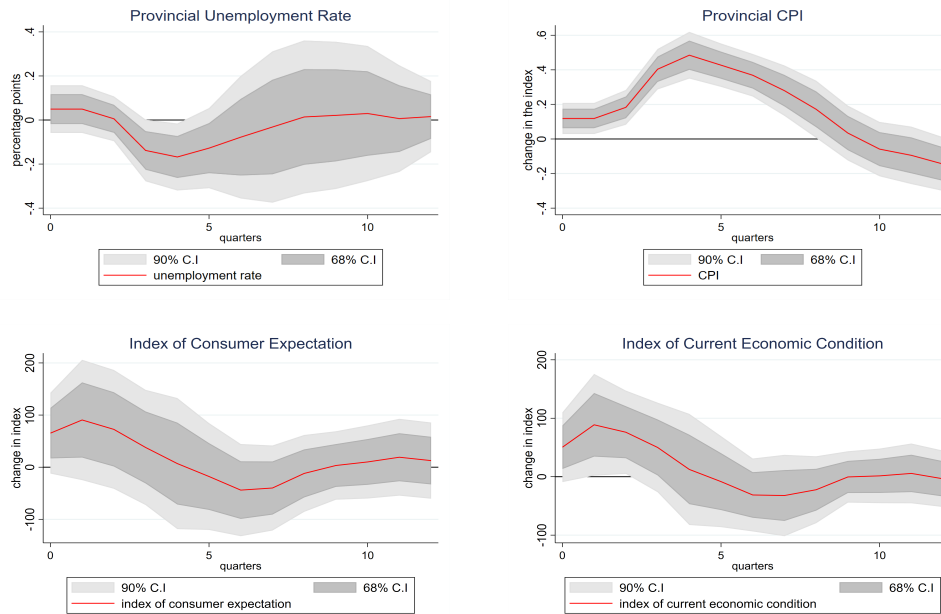 Provincial Unemployment Rate
percentage points
.4
.2
0
-.2
-.4
0 5 10
quarters
90% C.I 68% C.I
unemployment rate
Provincial CPI
change in the index
.6
.4
.2
0
-.2
-.4
0 5 10
quarters
90% C.I 68% C.I
CPI
Index of Consumer Expectation
change in index
200
100
0
-100
0 5 10
quarters
90% C.I 68% C.I
index of consumer expectation
Index of Current Economic Condition
change in index
200
100
0
-100
0 5 10
quarters
90% C.I 68% C.I
index of current economic condition